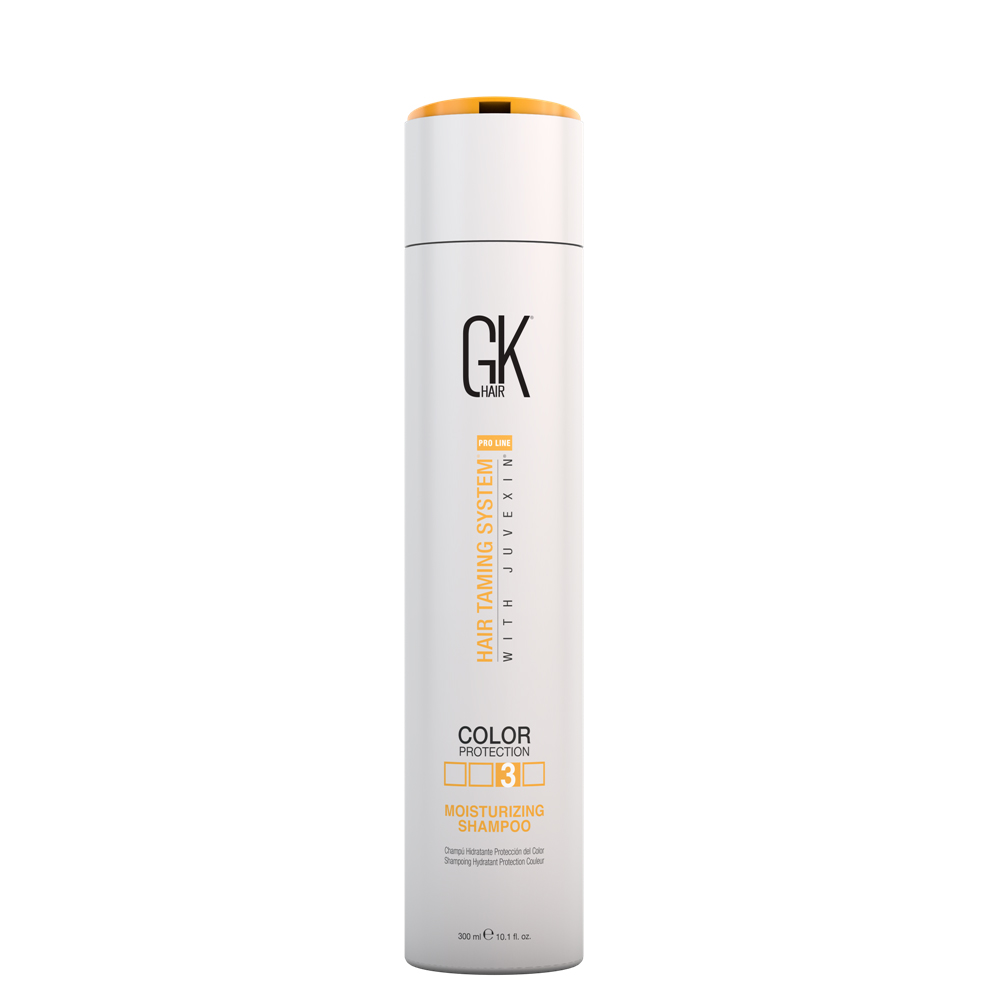 GK®
HAIR
PRO LINE
HAIR TAMING SYSTEM
WITH JUVEXIN®
COLOR
PROTECTION
3
MOISTURIZING
SHAMPOO
Champú Hidratante Protección del Color
Shampoing Hydratant Protection Couleur
300 ml ℮ 10.1 fl. oz.